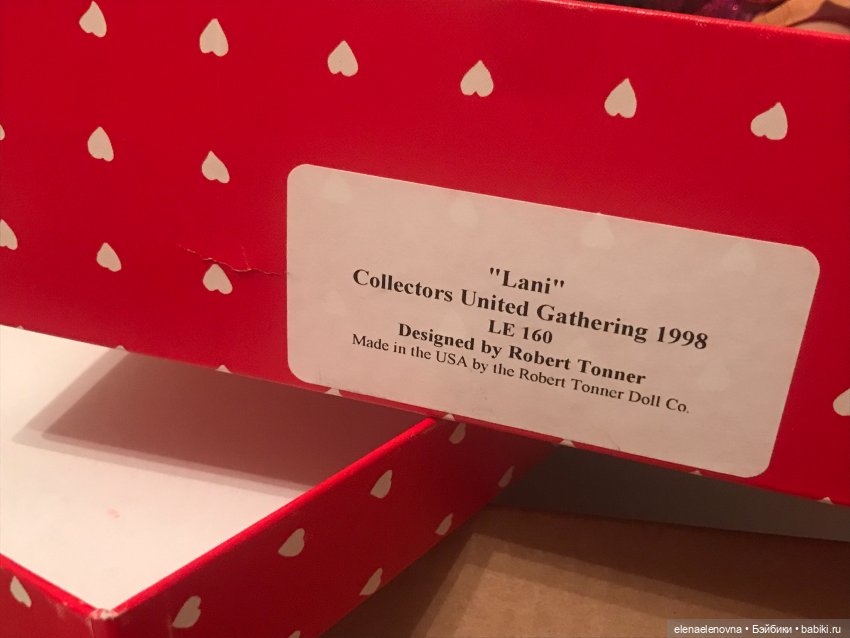 "Lani"
Collectors United Gathering 1998
LE 160
Designed by Robert Tonner
Made in the USA by the Robert Tonner Doll Co.
elenaelenovna • Бэйбики • babiki.ru